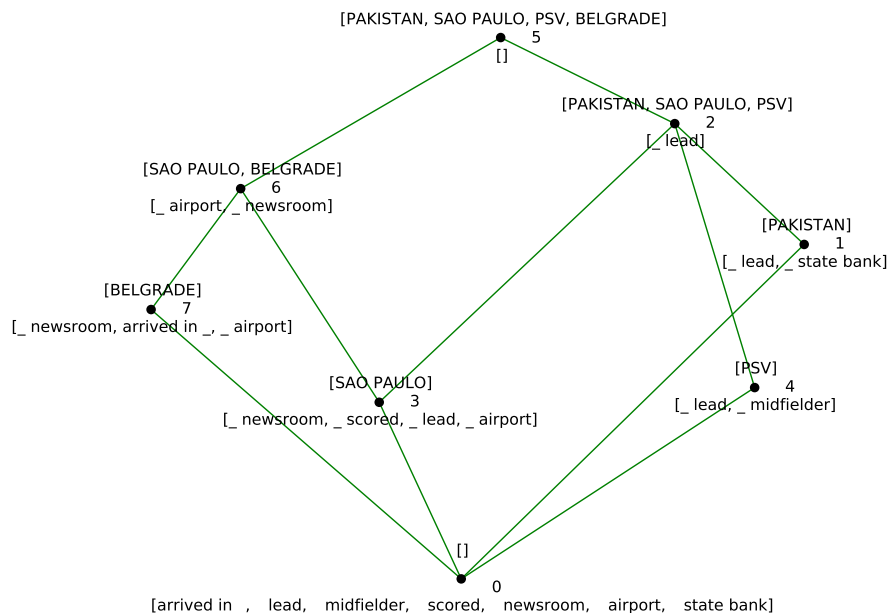 [PAKISTAN, SAO PAULO, PSV, BELGRADE]
5
[]
[PAKISTAN, SAO PAULO, PSV]
2
[_ lead]
[SAO PAULO, BELGRADE]
6
[_ airport, _ newsroom]
[PAKISTAN]
1
[_ lead, _ state bank]
[BELGRADE]
7
[_ newsroom, arrived in _, _ airport]
[PSV]
4
[_ lead, _ midfielder]
[SAO PAULO]
3
[_ newsroom, _ scored, _ lead, _ airport]
[]
0
[arrived in , lead, midfielder, scored, newsroom, airport, state bank]